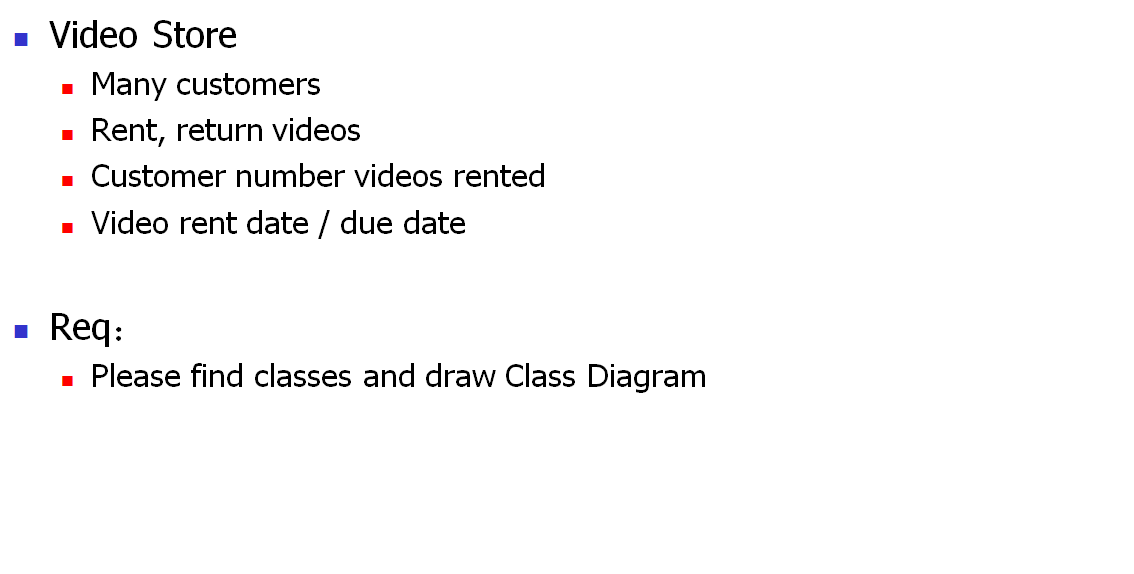 Video Store
Many customers
Rent, return videos
Customer number videos rented
Video rent date / due date
Req：
Please find classes and draw Class Diagram